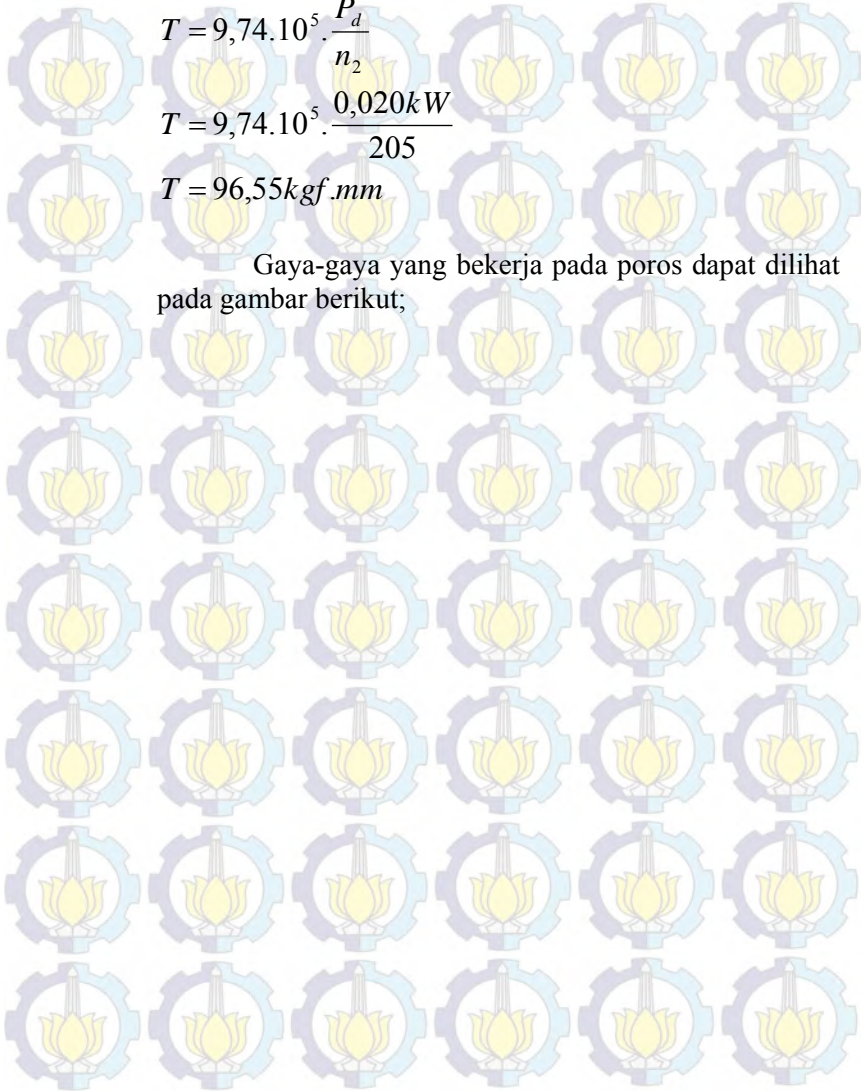 T = 9,74.10⁵. P_d / n₂
T = 9,74.10⁵. 0,020kW / 205
T = 96,55kgf.mm
Gaya-gaya yang bekerja pada poros dapat dilihat
pada gambar berikut;